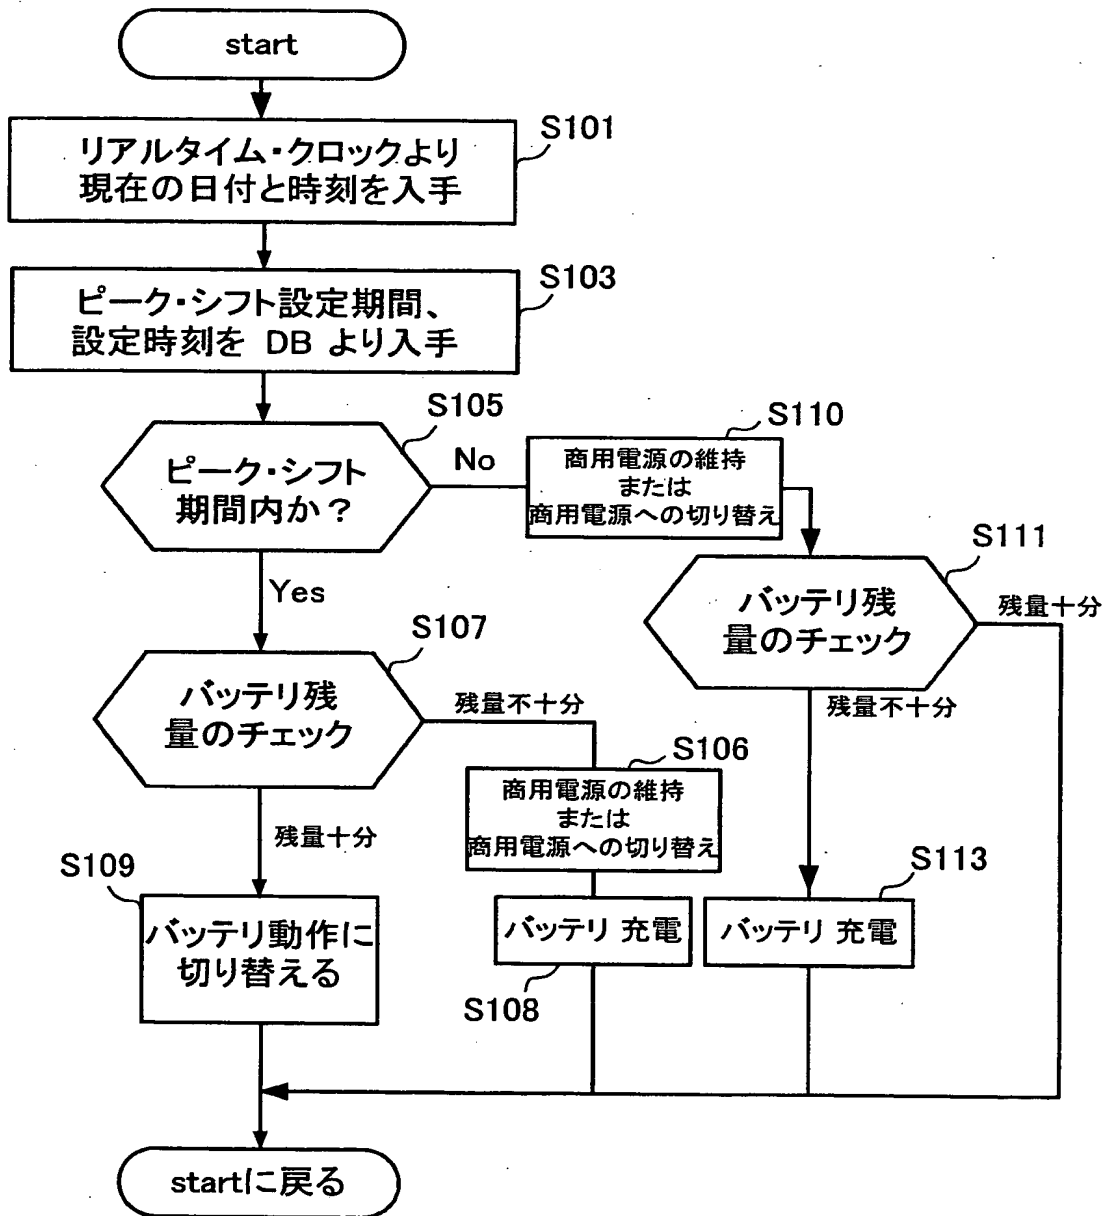 start
S101
リアルタイム・クロックより
現在の日付と時刻を入手
S103
ピーク・シフト設定期間、
設定時刻を DB より入手
S105
ピーク・シフト
期間内か？
No
S110
商用電源の維持
または
商用電源への切り替え
Yes
S111
バッテリ残
量のチェック
残量十分
残量不十分
S107
バッテリ残
量のチェック
残量不十分
S106
商用電源の維持
または
商用電源への切り替え
残量十分
S109
バッテリ動作に
切り替える
バッテリ 充電
S108
S113
バッテリ 充電
startに戻る